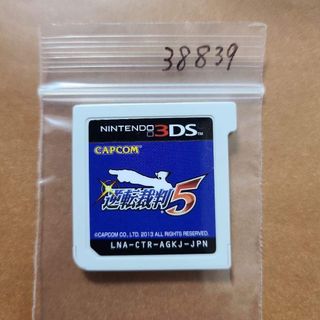 38839
NINTENDO 3DS™
CAPCOM
逆転裁判5
©CAPCOM CO., LTD. 2013 ALL RIGHTS RESERVED.
LNA-CTR-AGKJ-JPN